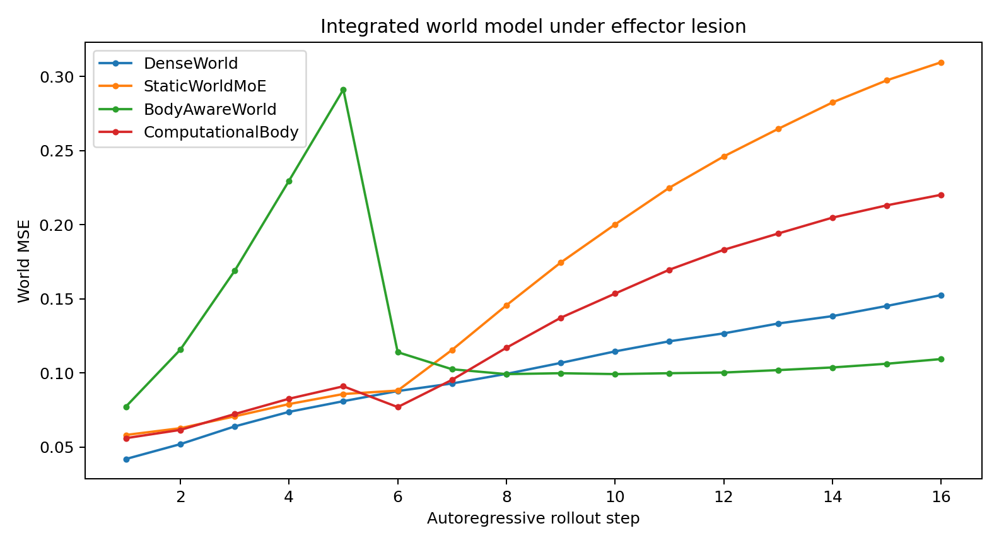 Integrated world model under effector lesion
DenseWorld
StaticWorldMoE
BodyAwareWorld
ComputationalBody
World MSE
0.30
0.25
0.20
0.15
0.10
0.05
2 4 6 8 10 12 14 16
Autoregressive rollout step